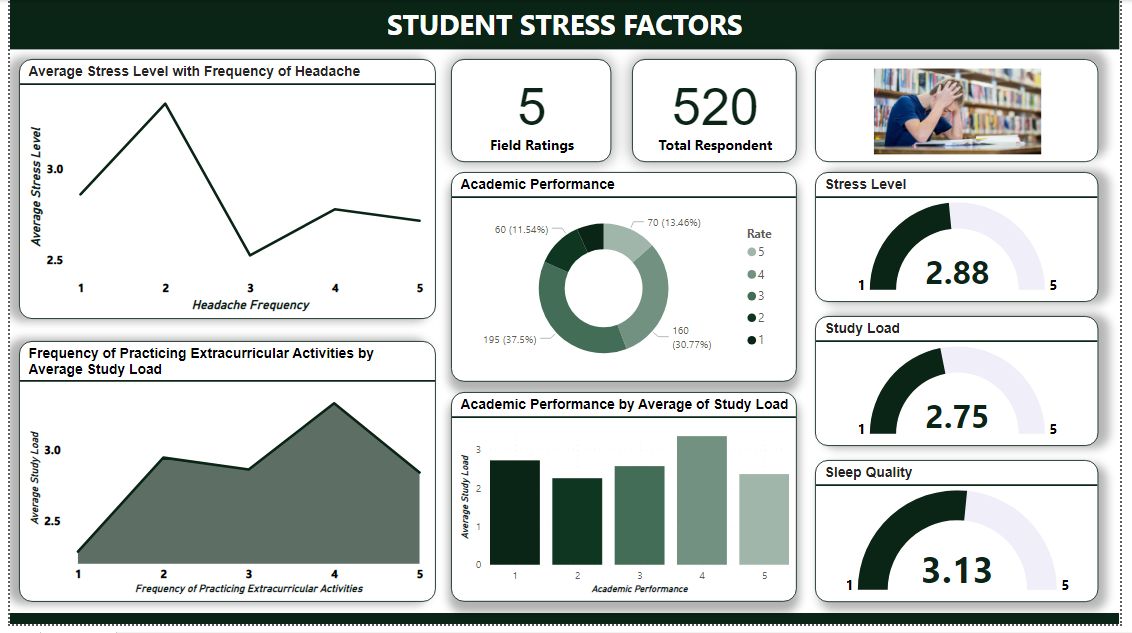 STUDENT STRESS FACTORS
Average Stress Level with Frequency of Headache
Average Stress Level
3.0
2.5
1 2 3 4 5
Headache Frequency
Frequency of Practicing Extracurricular Activities by
Average Study Load
Average Study Load
3.0
2.5
1 2 3 4 5
Frequency of Practicing Extracurricular Activities
5
Field Ratings
520
Total Respondent
Academic Performance
60 (11.54%)
70 (13.46%)
195 (37.5%)
160
(30.77%)
Rate
5
4
3
2
1
Academic Performance by Average of Study Load
Average Study Load
3
2
1
0
1 2 3 4 5
Academic Performance
Stress Level
2.88
1 5
Study Load
2.75
1 5
Sleep Quality
3.13
1 5